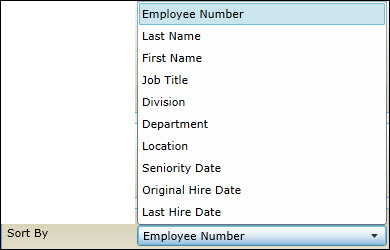 Employee Number
Last Name
First Name
Job Title
Division
Department
Location
Seniority Date
Original Hire Date
Last Hire Date
Sort By Employee Number